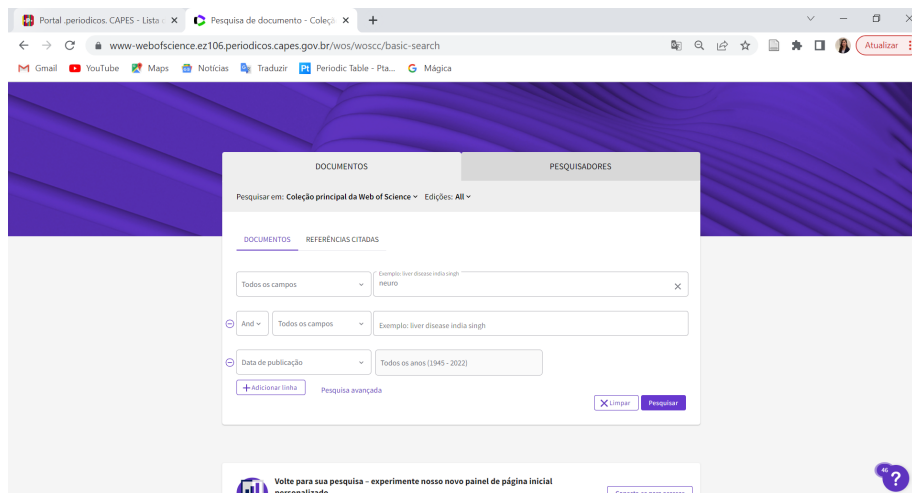 Portal .periodicos. CAPES - Lista
Pesquisa de documento - Coleçã
www-webofscience.ez106.periodicos.capes.gov.br/wos/woscc/basic-search
Atualizar
Gmail YouTube Maps Notícias Traduzir Pt Periodic Table - Pta... Mágica
DOCUMENTOS
PESQUISADORES
Pesquisar em: Coleção principal da Web of Science Edições: All
DOCUMENTOS REFERÊNCIAS CITADAS
Exemplo: liver disease india singh
Todos os campos neuro
And Todos os campos Exemplo: liver disease india singh
Data de publicação Todos os anos (1945 - 2022)
+ Adicionar linha Pesquisa avançada
Limpar Pesquisar
46
?
Volte para sua pesquisa – experimente nosso novo painel de página inicial
personalizado